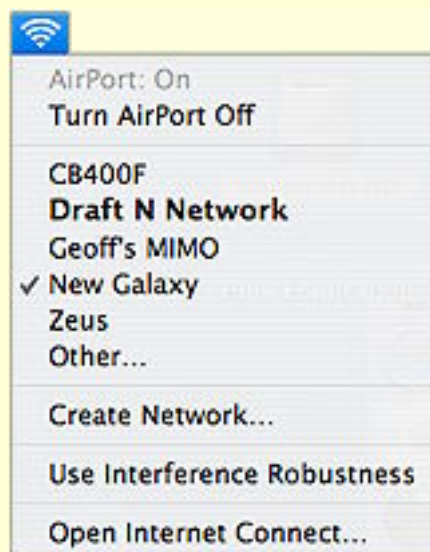 AirPort: On
Turn AirPort Off
CB400F
Draft N Network
Geoff's MIMO
✓ New Galaxy
Zeus
Other...
Create Network...
Use Interference Robustness
Open Internet Connect...